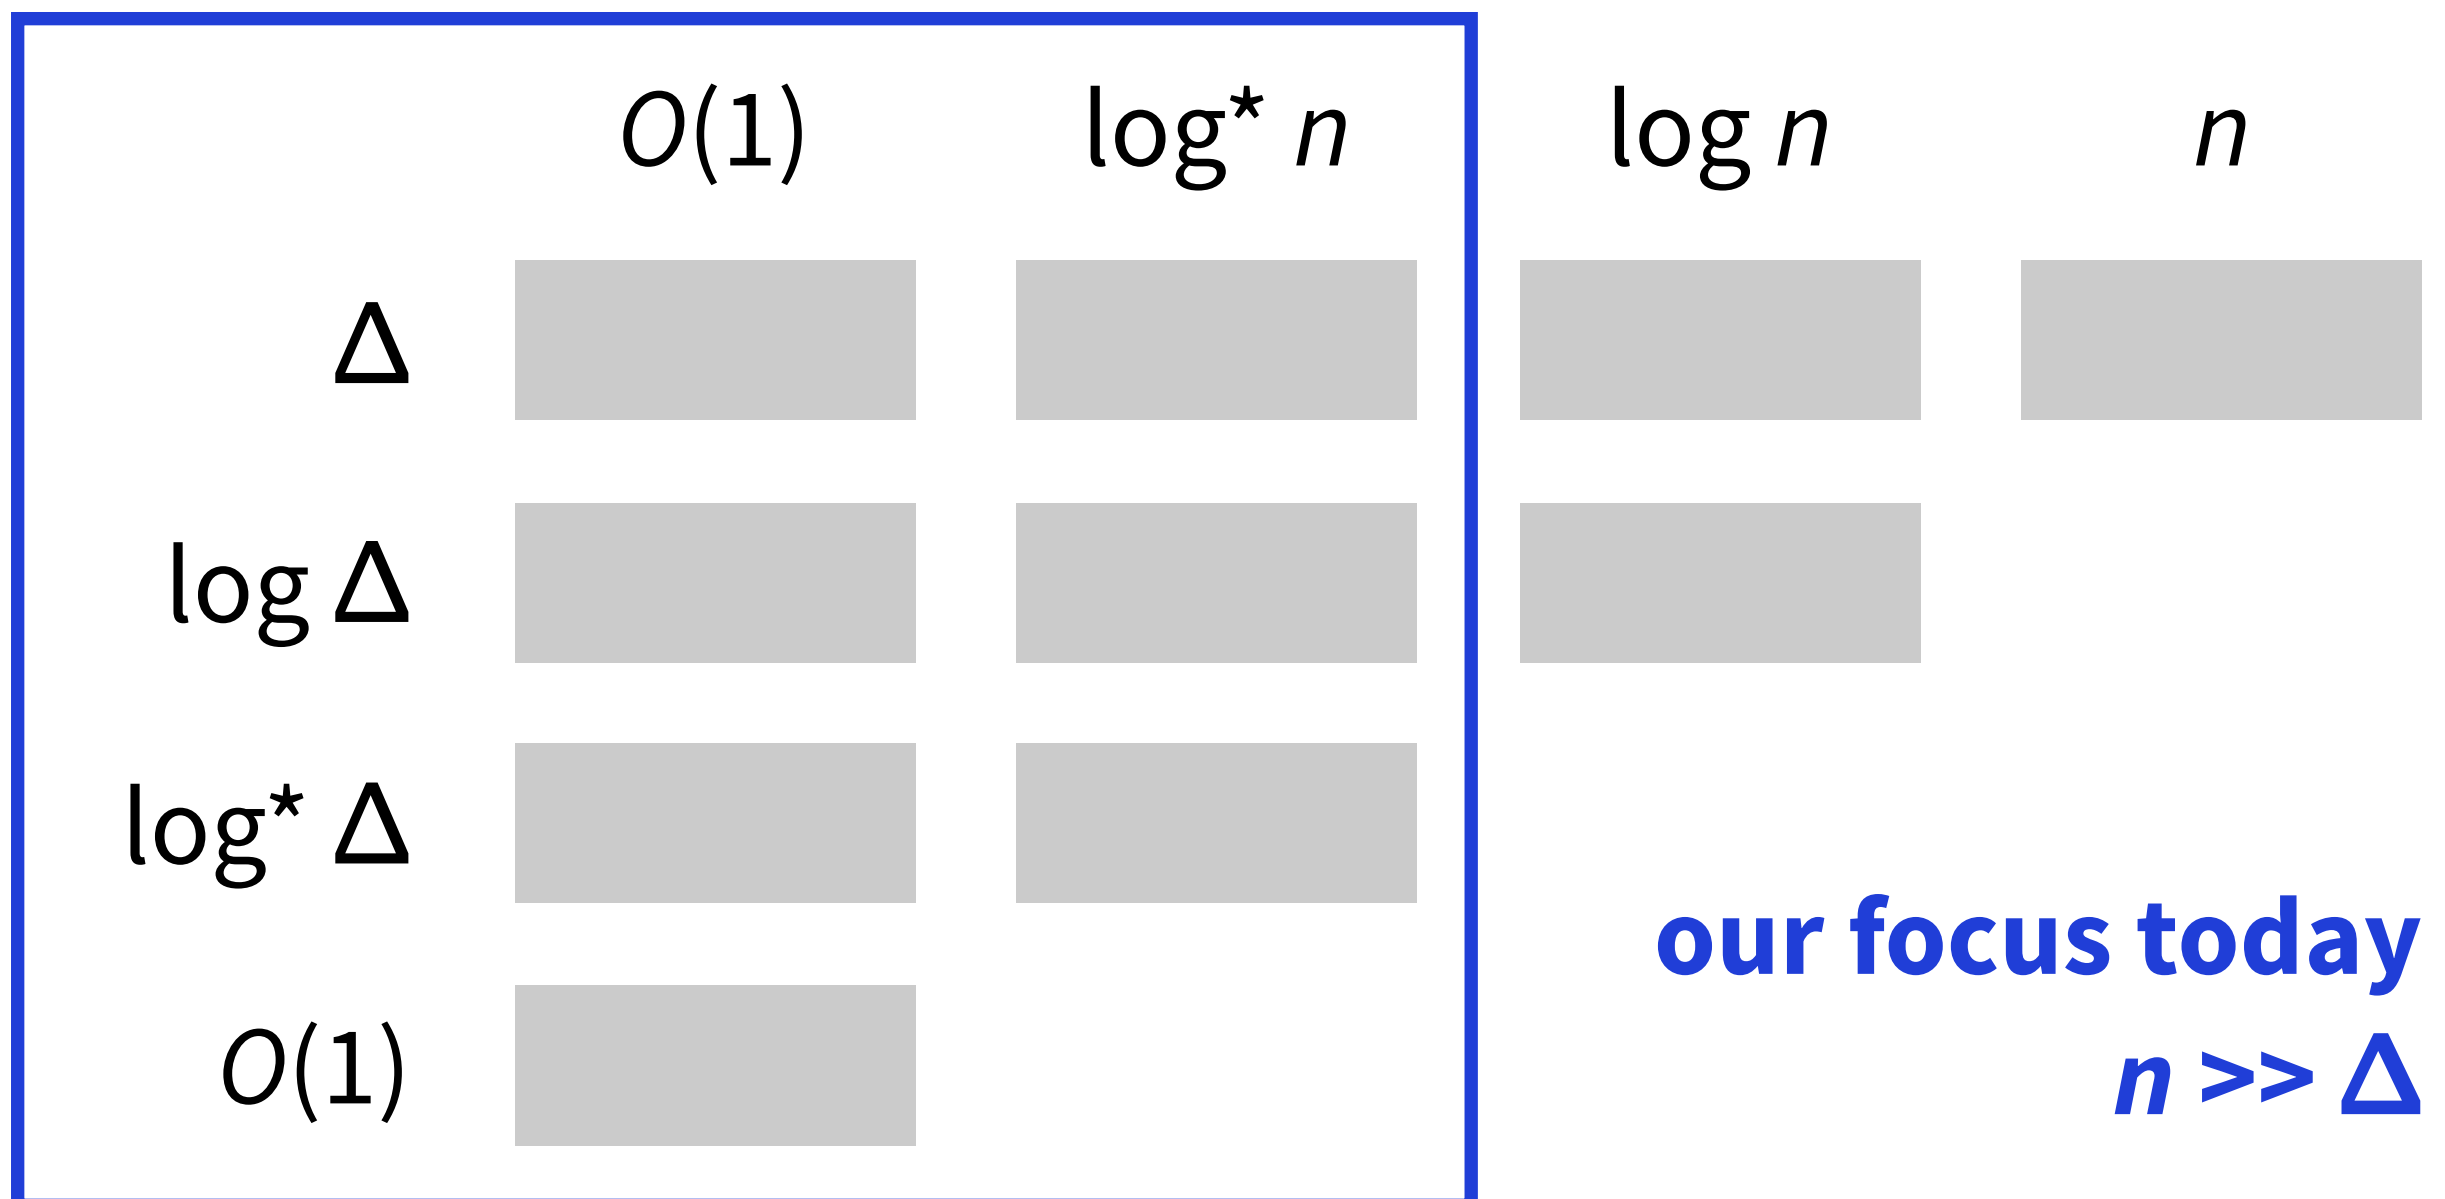 O(1) log* n log n n
Δ
log Δ
log* Δ
our focus today
O(1)
n >> Δ